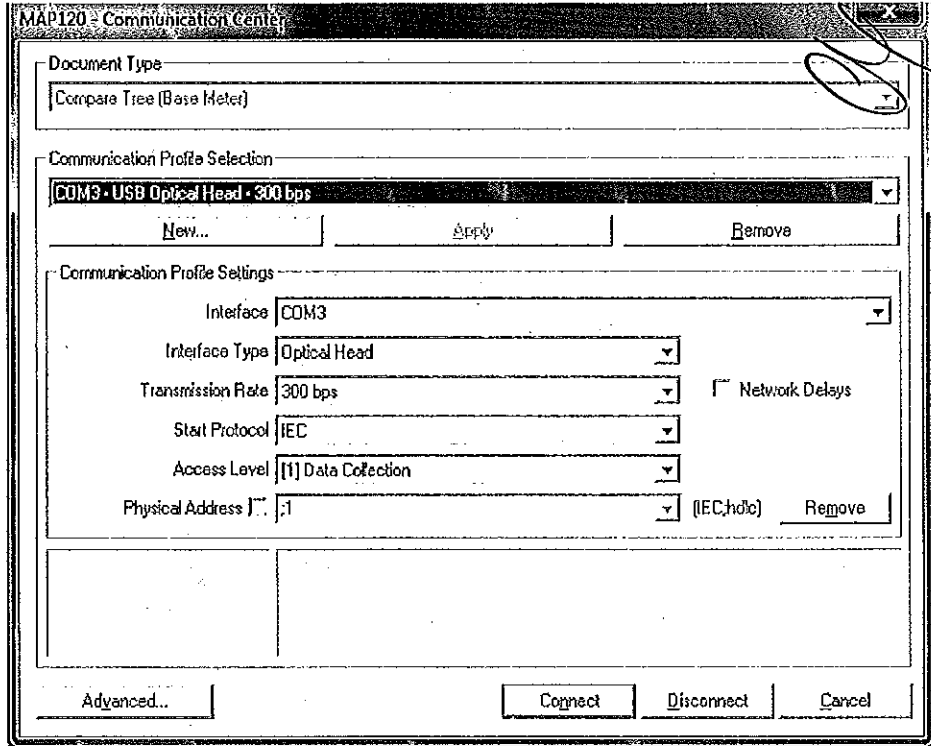 MAP120 - Communication Center
Document Type
Compare Tree (Base Meter)
Communication Profile Selection
COM3 - USB Optical Head - 300 bps
New...
Apply
Remove
Communication Profile Settings
Interface COM3
Interface Type Optical Head
Transmission Rate 300 bps
Network Delays
Start Protocol IEC
Access Level [1] Data Collection
Physical Address ;1 (IEC;hdlc) Remove
Advanced... Connect Disconnect Cancel